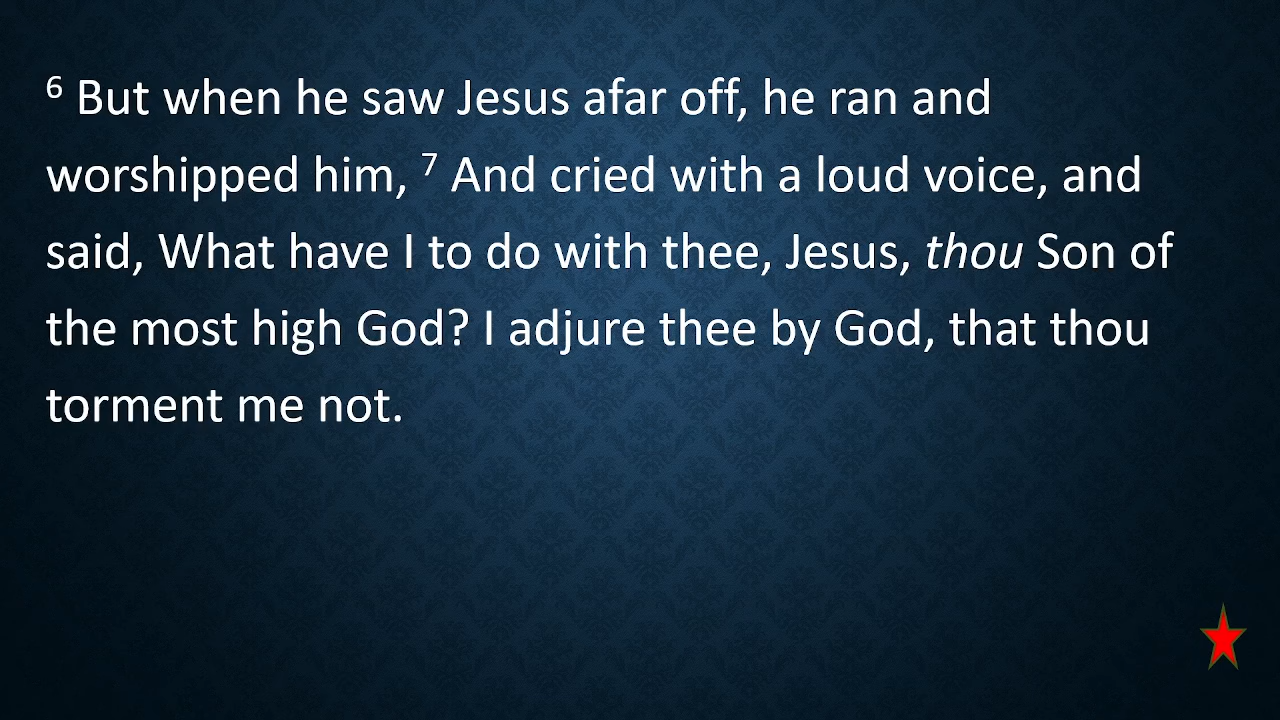 ⁶ But when he saw Jesus afar off, he ran and
worshipped him, ⁷ And cried with a loud voice, and
said, What have I to do with thee, Jesus, thou Son of
the most high God? I adjure thee by God, that thou
torment me not.